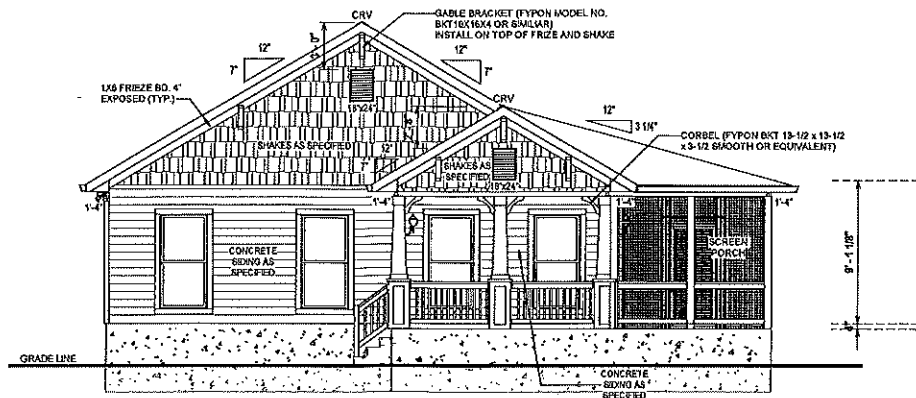 CRV
GABLE BRACKET (FYPON MODEL NO.
BKT18X16X4 OR SIMILIAR)
INSTALL ON TOP OF FRIZE AND SHAKE
12"
7"
12"
7"
1X6 FRIEZE BD. 4"
EXPOSED (TYP.)
18"x24"
CRV
12"
3 1/4"
CORBEL (FYPON BKT 13-1/2 x 13-1/2
x 3-1/2 SMOOTH OR EQUIVALENT)
SHAKES AS SPECIFIED
12"
7"
SHAKES AS
SPECIFIED
18"x24"
1'-4"
1'-4"
1'-4"
1'-4"
CONCRETE
SIDING AS
SPECIFIED
SCREEN
PORCH
9' - 1 1/8"
GRADE LINE
CONCRETE
SIDING AS
SPECIFIED